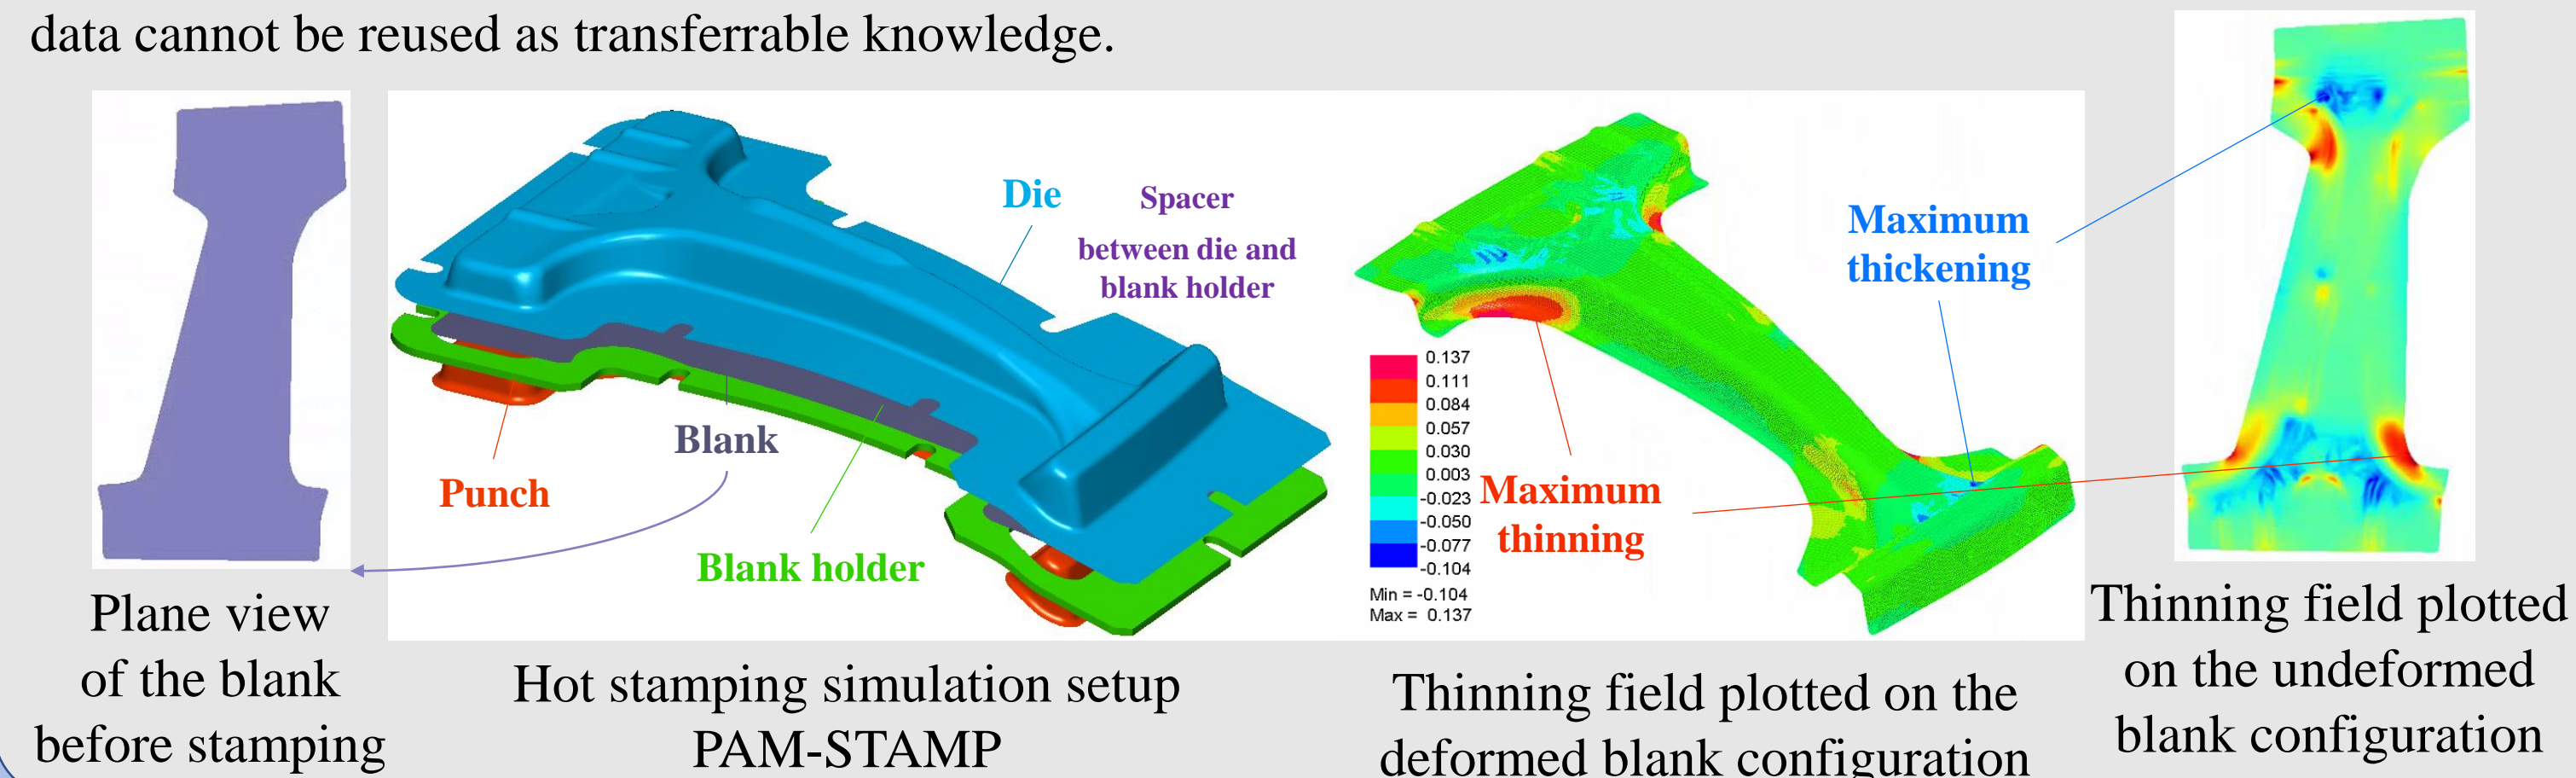 data cannot be reused as transferrable knowledge.
Die
Spacer
between die and
blank holder
Blank
Punch
Blank holder
Maximum
thickening
0.137
0.111
0.084
0.057
0.030
0.003
-0.023
-0.050
-0.077
-0.104
Min = -0.104
Max = 0.137
Maximum
thinning
Plane view
of the blank
before stamping
Hot stamping simulation setup
PAM-STAMP
Thinning field plotted on the
deformed blank configuration
Thinning field plotted
on the undeformed
blank configuration